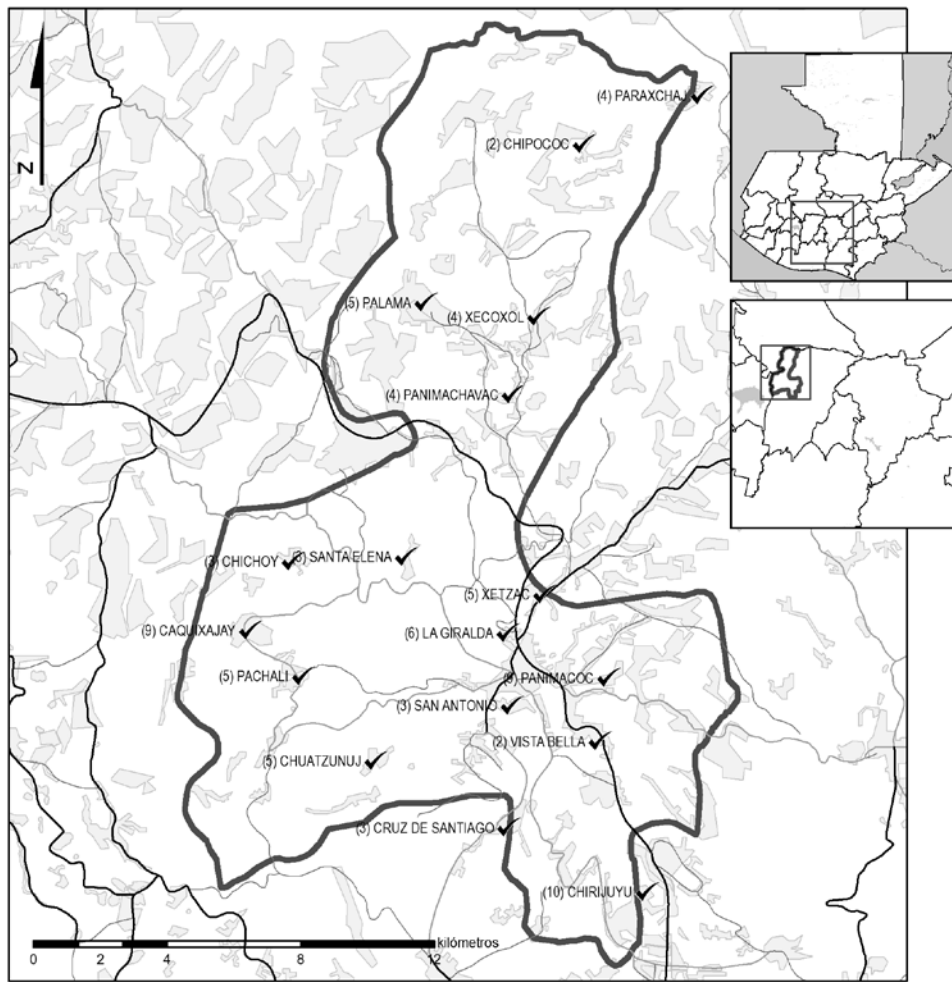 (4) PARAXCHAJ
(2) CHIPOCOC
N
(5) PALAMA
(4) XECOXOL
(4) PANIMACHAVAC
(3) CHICHOY
SANTA ELENA
(5) XETZAC
(9) CAQUIXAJAY
(6) LA GIRALDA
(5) PACHALI
PANIMACOC
(3) SAN ANTONIO
(2) VISTA BELLA
(5) CHUATZUNUJ
(3) CRUZ DE SANTIAGO
(10) CHIRIJUYU
kilómetros
0 2 4 8 12